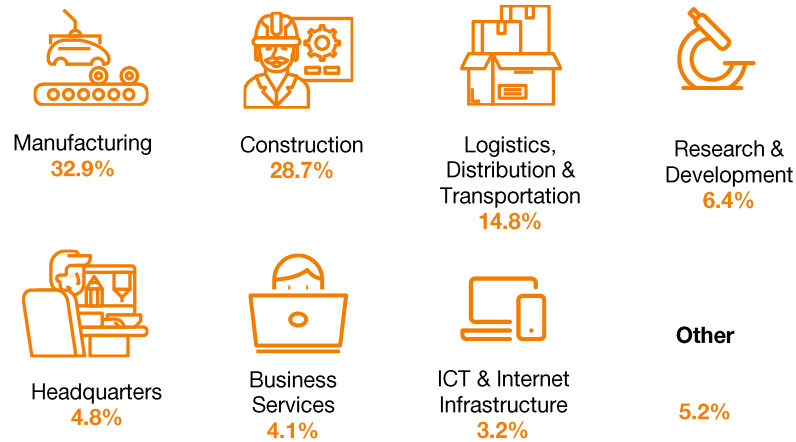 Manufacturing
32.9%
Construction
28.7%
Logistics,
Distribution &
Transportation
14.8%
Research &
Development
6.4%
Headquarters
4.8%
Business
Services
4.1%
ICT & Internet
Infrastructure
3.2%
Other
5.2%